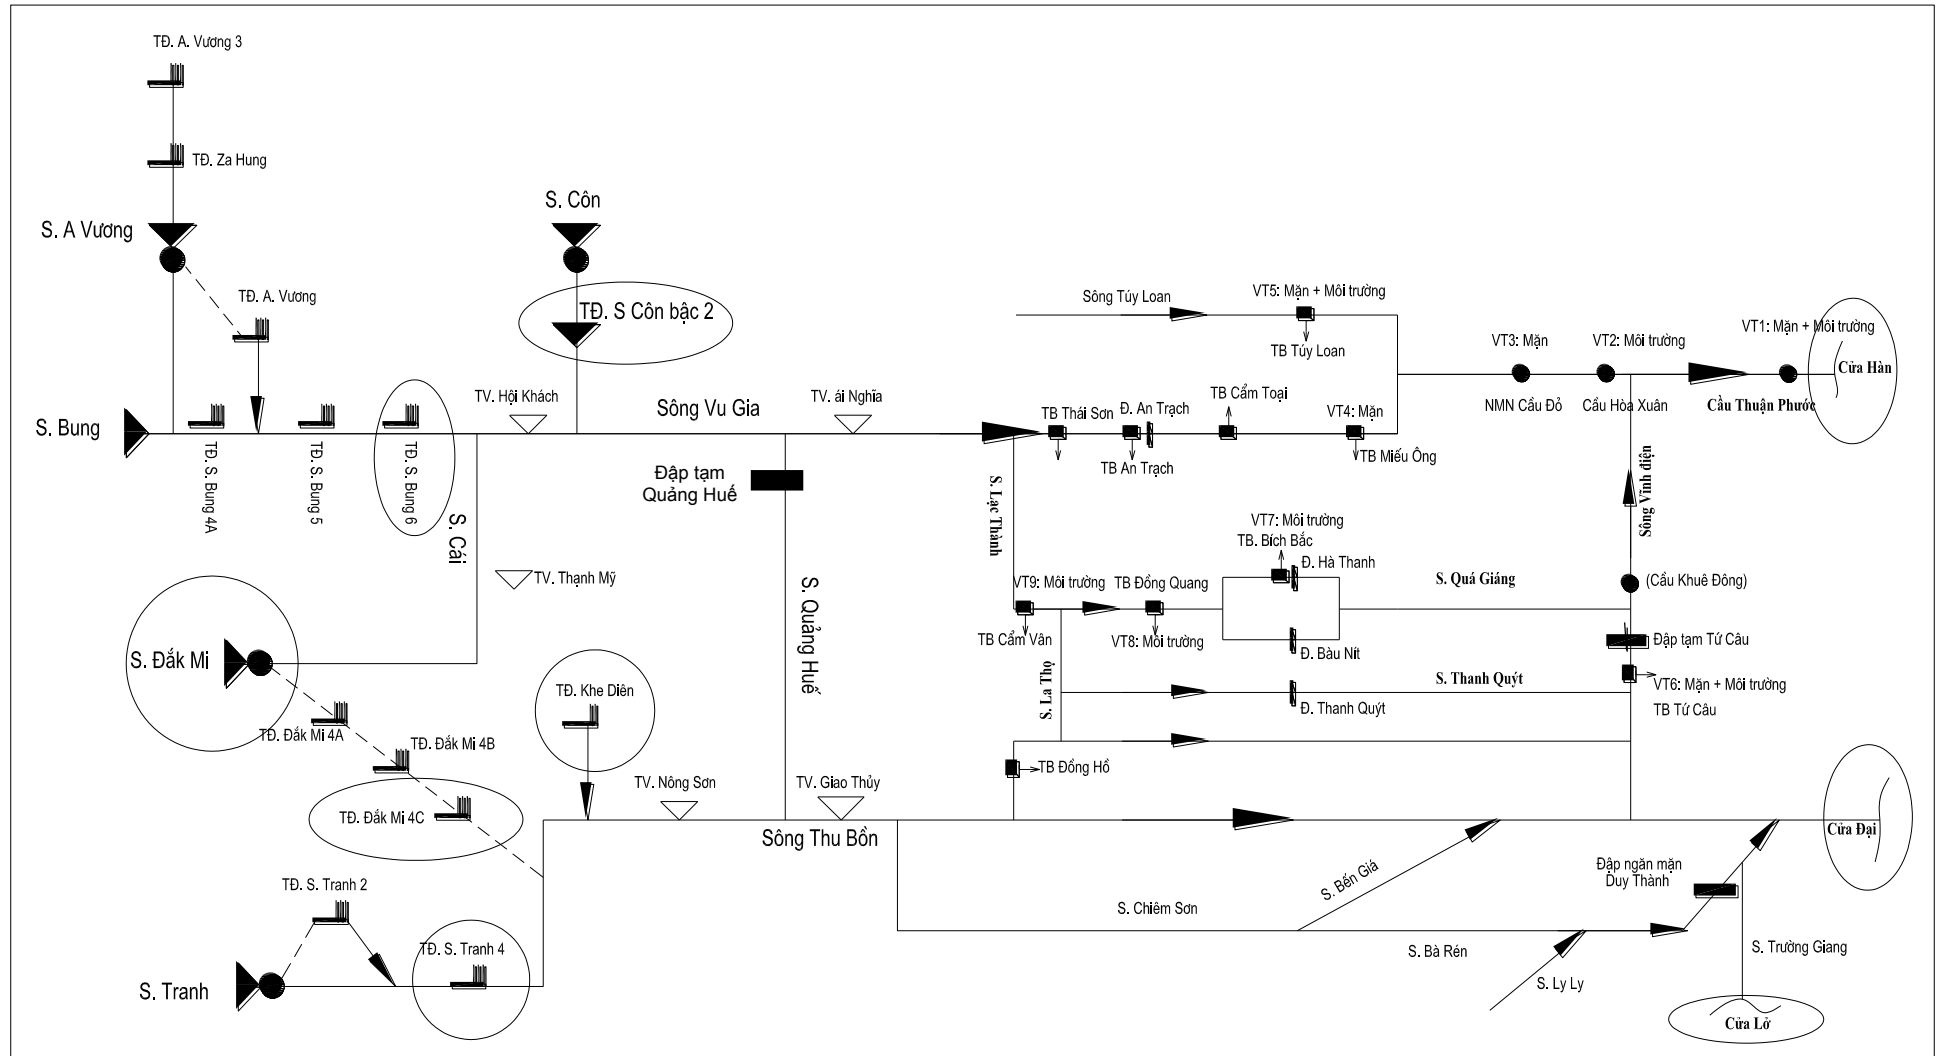 TĐ. A. Vương 3
TĐ. Za Hung
S. A Vương
S. Côn
TĐ. A. Vương
TĐ. S Côn bậc 2
Sông Túy Loan
VT5: Mặn + Môi trường
TB Túy Loan
VT3: Mặn
VT2: Môi trường
VT1: Mặn + Môi trường
Cửa Hàn
NMN Cầu Đỏ
Cầu Hòa Xuân
Cầu Thuận Phước
S. Bung
TĐ. S. Bung 4A
TĐ. S. Bung 5
TĐ. S. Bung 6
TV. Hội Khách
Sông Vu Gia
TV. ái Nghĩa
TB Thái Sơn
Đ. An Trạch
TB Cẩm Toại
VT4: Mặn
TB An Trạch
TB Miếu Ông
Đập tạm
Quảng Huế
S. Cái
S. Lạc Thành
Sông Vĩnh điện
TV. Thạnh Mỹ
S. Quảng Huế
VT7: Môi trường
TB. Bích Bắc
Đ. Hà Thanh
VT9: Môi trường
TB Đồng Quang
S. Quá Giáng
(Cầu Khuê Đông)
TB Cẩm Vân
VT8: Môi trường
Đ. Bàu Nít
Đập tạm Tứ Câu
S. Đắk Mi
S. La Thọ
S. Thanh Quýt
Đ. Thanh Quýt
VT6: Mặn + Môi trường
TB Tứ Câu
TĐ. Khe Diên
TĐ. Đắk Mi 4A
TĐ. Đắk Mi 4B
TĐ. Đắk Mi 4C
TV. Nông Sơn
TV. Giao Thủy
TB Đồng Hồ
Sông Thu Bồn
Cửa Đại
TĐ. S. Tranh 2
S. Bến Giá
Đập ngăn mặn
Duy Thành
S. Chiêm Sơn
TĐ. S. Tranh 4
S. Bà Rén
S. Trường Giang
S. Tranh
S. Ly Ly
Cửa Lở